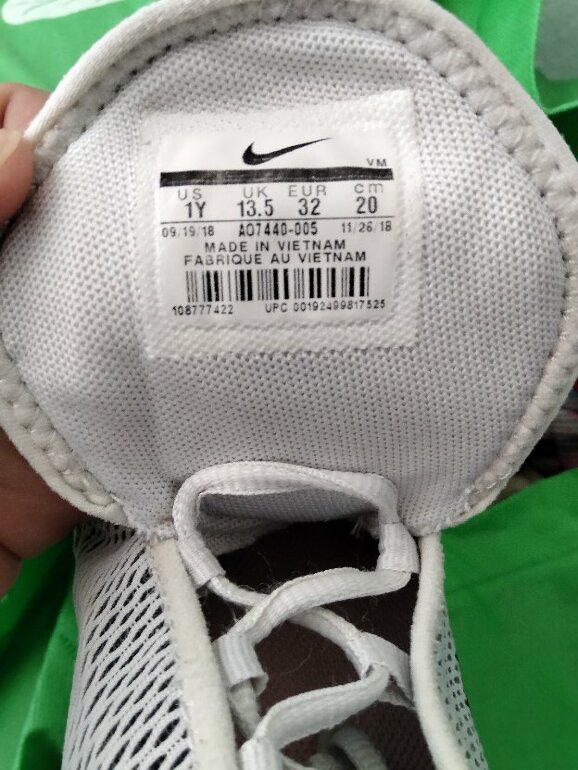 VM
US UK EUR cm
1Y 13.5 32 20
09/19/18 AQ7440-005 11/26/18
MADE IN VIETNAM
FABRIQUE AU VIETNAM
108777422 UPC 00192499817525